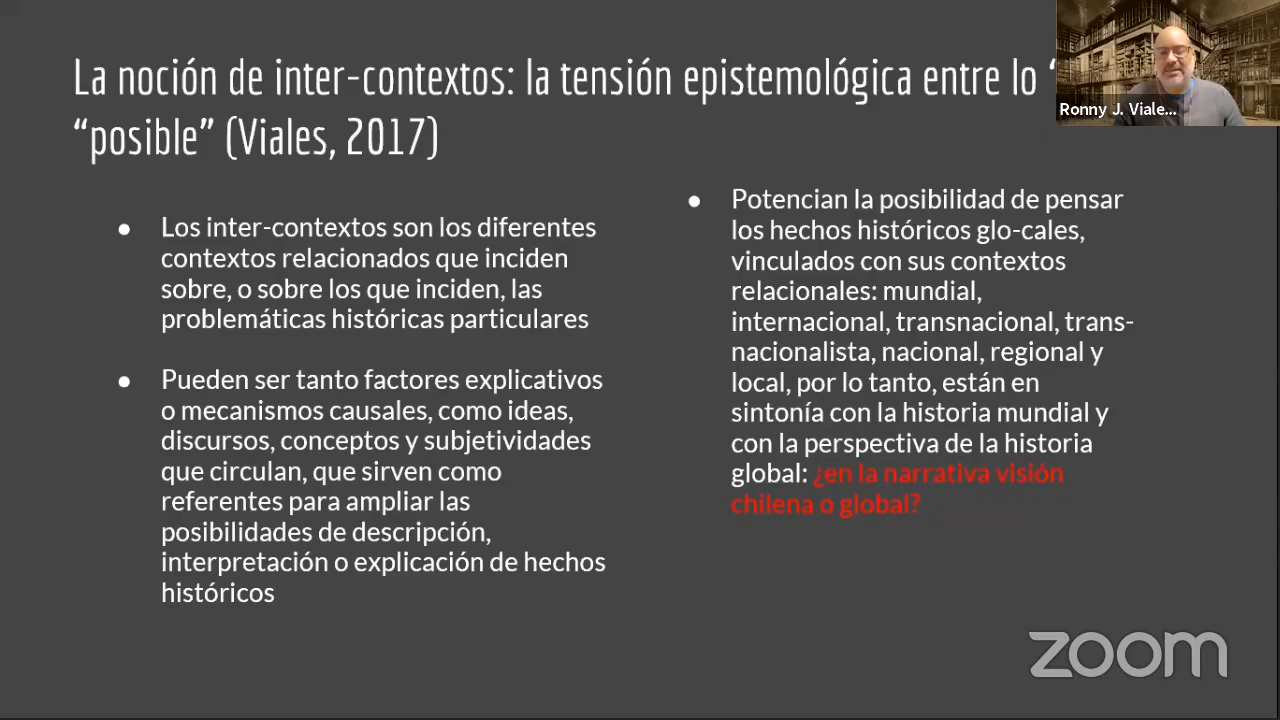 La noción de inter-contextos: la tensión epistemológica entre lo “
“posible” (Viales, 2017)
Ronny J. Viale...
● Los inter-contextos son los diferentes
contextos relacionados que inciden
sobre, o sobre los que inciden, las
problemáticas históricas particulares
● Pueden ser tanto factores explicativos
o mecanismos causales, como ideas,
discursos, conceptos y subjetividades
que circulan, que sirven como
referentes para ampliar las
posibilidades de descripción,
interpretación o explicación de hechos
históricos
● Potencian la posibilidad de pensar
los hechos históricos glo-cales,
vinculados con sus contextos
relacionales: mundial,
internacional, transnacional, trans-
nacionalista, nacional, regional y
local, por lo tanto, están en
sintonía con la historia mundial y
con la perspectiva de la historia
global: ¿en la narrativa visión
chilena o global?
zoom